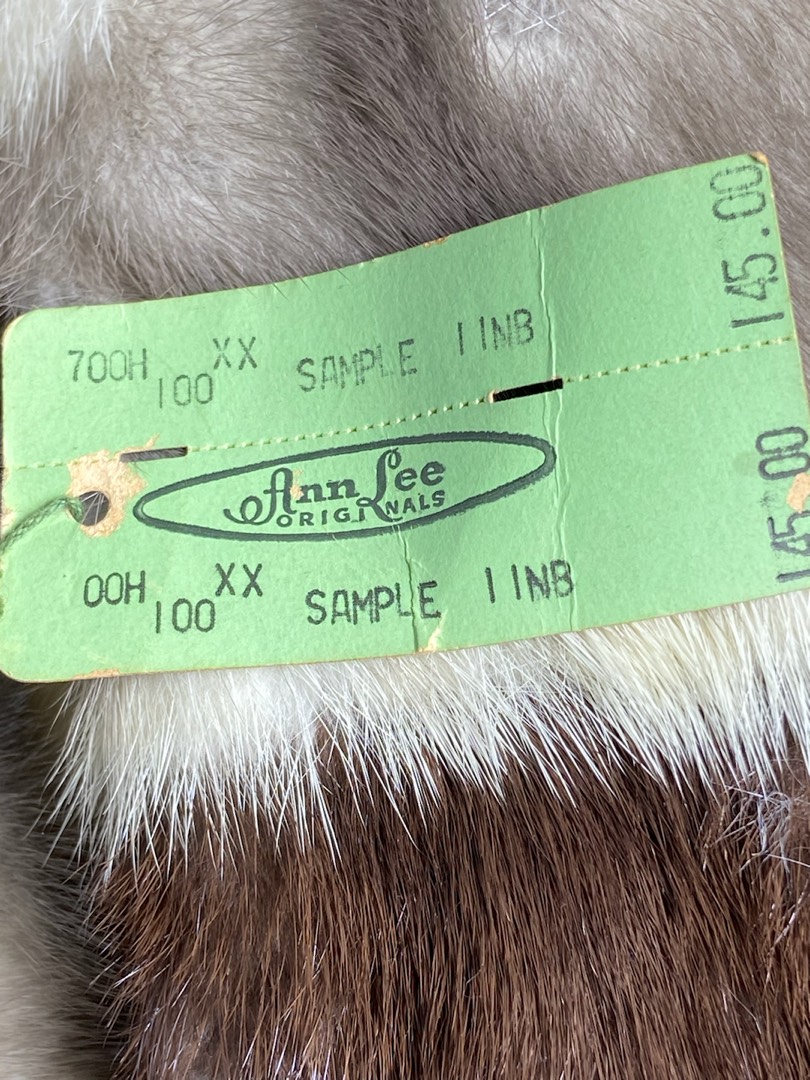 145.00
700H 100 XX SAMPLE 11NB
Ann Lee
ORIGINALS
145.00
00H 100 XX SAMPLE 11NB